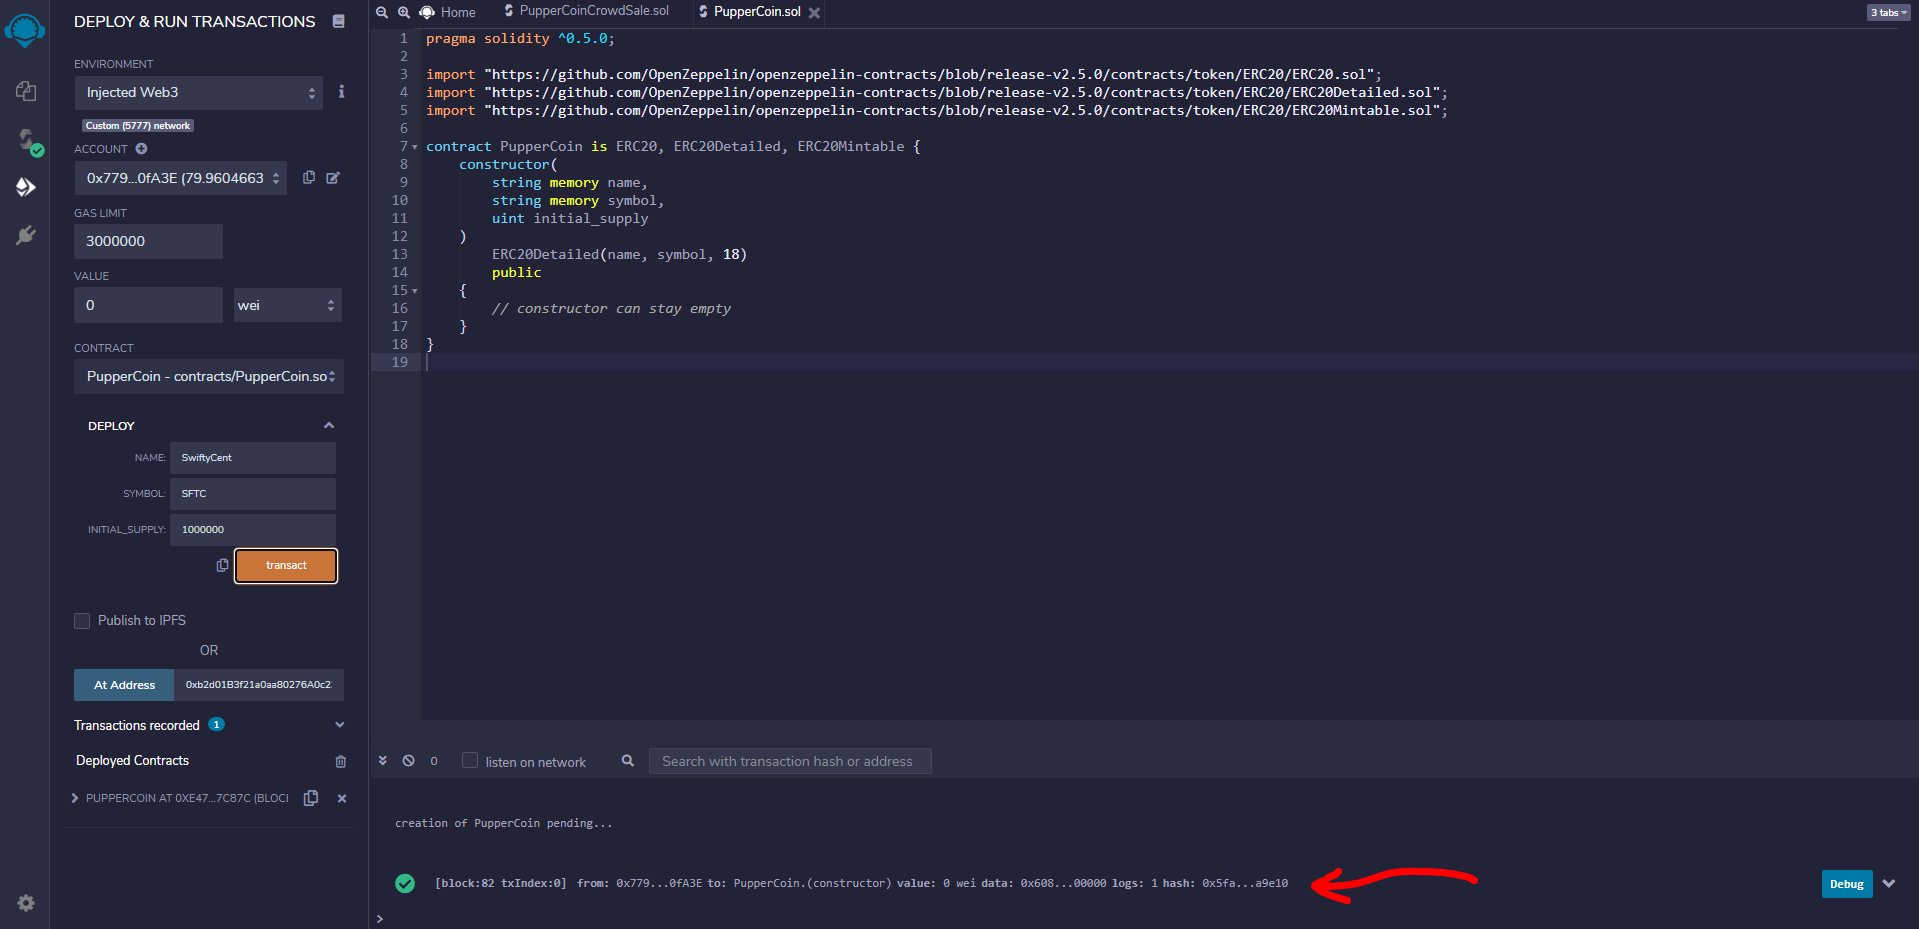 DEPLOY & RUN TRANSACTIONS
ENVIRONMENT
Injected Web3
Custom (5777) network
ACCOUNT
0x779...0fA3E (79.9604663
GAS LIMIT
3000000
VALUE
0
wei
CONTRACT
PupperCoin - contracts/PupperCoin.so
DEPLOY
NAME:
SwiftyCent
SYMBOL:
SFTC
INITIAL_SUPPLY:
1000000
transact
Publish to IPFS
OR
At Address
0xb2d01B3f21a0aa80276A0c2
Transactions recorded
1
Deployed Contracts
PUPPERCOIN AT 0XE47...7C87C (BLOC
Home
PupperCoinCrowdSale.sol
PupperCoin.sol
3 tabs
1 pragma solidity ^0.5.0;
2
3 import "https://github.com/OpenZeppelin/openzeppelin-contracts/blob/release-v2.5.0/contracts/token/ERC20/ERC20.sol";
4 import "https://github.com/OpenZeppelin/openzeppelin-contracts/blob/release-v2.5.0/contracts/token/ERC20/ERC20Detailed.sol";
5 import "https://github.com/OpenZeppelin/openzeppelin-contracts/blob/release-v2.5.0/contracts/token/ERC20/ERC20Mintable.sol";
6
7 contract PupperCoin is ERC20, ERC20Detailed, ERC20Mintable {
8 constructor(
9 string memory name,
10 string memory symbol,
11 uint initial_supply
12 )
13 ERC20Detailed(name, symbol, 18)
14 public
15 {
16 // constructor can stay empty
17 }
18 }
19
0
listen on network
Search with transaction hash or address
creation of PupperCoin pending...
[block:82 txIndex:0] from: 0x779...0fA3E to: PupperCoin.(constructor) value: 0 wei data: 0x608...00000 logs: 1 hash: 0x5fa...a9e10
Debug
>